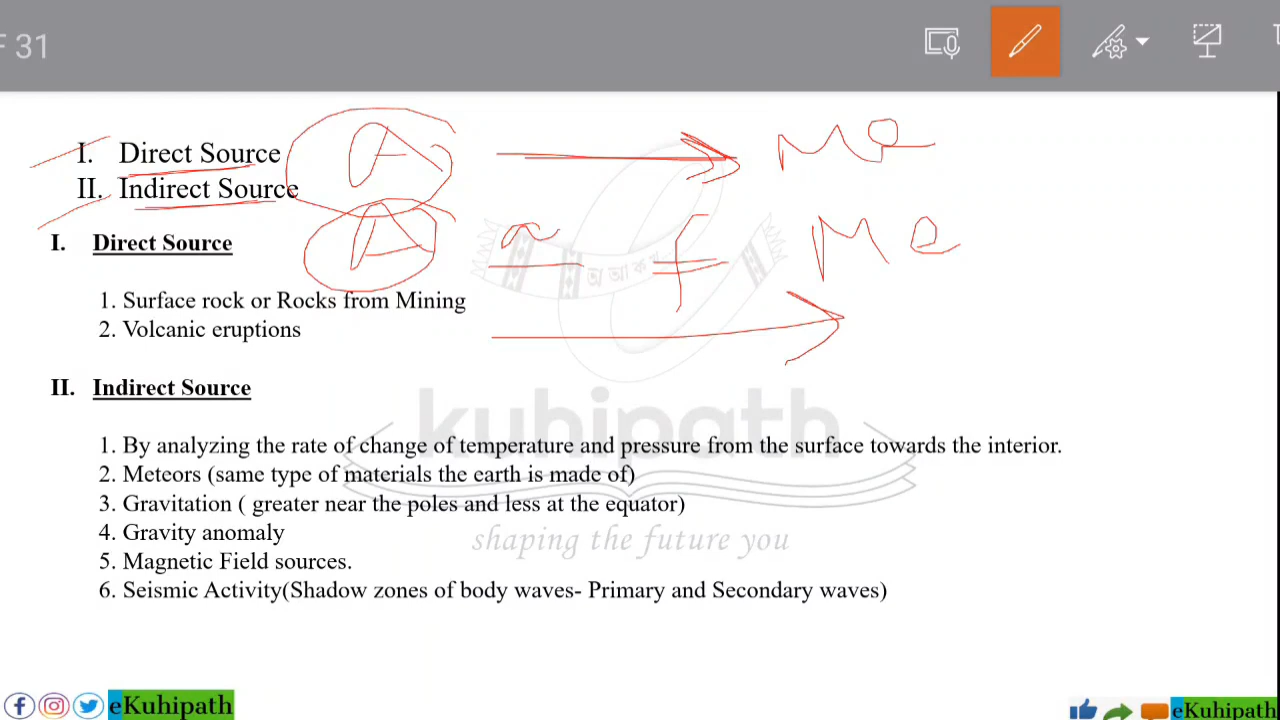 F 31
I. Direct Source A Me
II. Indirect Source
A a f Me
I. Direct Source
অ আ ক
1. Surface rock or Rocks from Mining
2. Volcanic eruptions
II. Indirect Source
kuhipath
1. By analyzing the rate of change of temperature and pressure from the surface towards the interior.
2. Meteors (same type of materials the earth is made of)
3. Gravitation ( greater near the poles and less at the equator)
4. Gravity anomaly
shaping the future you
5. Magnetic Field sources.
6. Seismic Activity(Shadow zones of body waves- Primary and Secondary waves)
eKuhipath eKuhipath